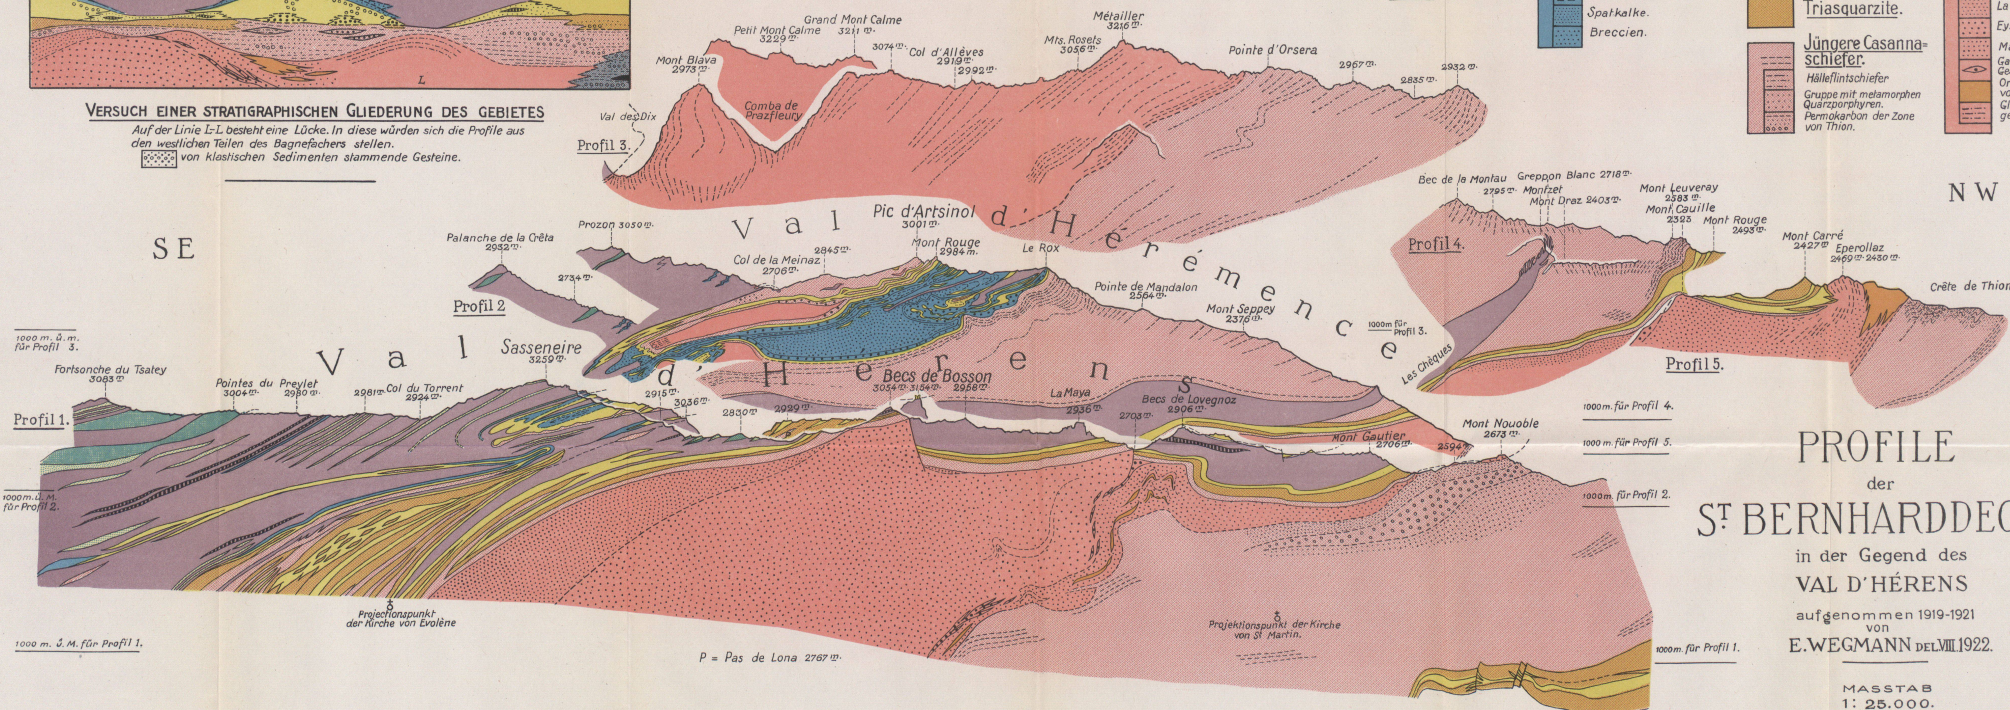 L
VERSUCH EINER STRATIGRAPHISCHEN GLIEDERUNG DES GEBIETES
Auf der Linie L-L besteht eine Lücke. In diese würden sich die Profile aus
den westlichen Teilen des Bagnefächers stellen.
von klastischen Sedimenten stammende Gesteine.
Grand Mont Calme
3211 m.
Petit Mont Calme
3229 m.
Mont Blava
2973 m.
3074 m.
Col d'Allèves
2919 m.
2992 m.
Mts. Rosets
3056 m.
Métailler
3216 m.
Pointe d'Orsera
2967 m.
2835 m.
2932 m.
Comba de
Prazfleury
Val des Dix
Profil 3.
Spatkalke.
Breccien.
Triasquarzite.
Jüngere Casanna=
schiefer.
Hälleflintschiefer
Gruppe mit metamorphen
Quarzporphyren.
Permokarbon der Zone
von Thion.
NW
SE
Val d'Hérémence
Palanche de la Crêta
2932 m.
Prozon 3050 m.
2734 m.
Profil 2
Col de la Meinaz
2706 m.
2845 m.
Pic d'Artsinol
3001 m.
Mont Rouge
2984 m.
Le Rox
Pointe de Mandalon
2564 m.
Mont Seppey
2376 m.
1000 m für
Profil 3.
Bec de la Montau
2795 m.
Greppon Blanc 2718 m.
Monfzet
Mont Draz 2403 m.
Mont Leuveray
2583 m.
Mont Cauille
2323
Mont Rouge
2493 m.
Mont Carré
2427 m
Eperollaz
2469 m. 2430 m.
Crête de Thion
Profil 4.
Les Chèques
Profil 5.
1000 m. ü. m.
für Profil 3.
Val d'Hérens
Fortsonche du Tsatey
3083 m
Pointes du Preylet
3004 m. 2980 m.
2981 m
Col du Torrent
2924 m.
Sasseneire
3259 m.
2915 m.
3036 m.
2830 m.
2929 m.
Becs de Bosson
3054 m. 3154 m. 2958 m.
La Maya
2936 m.
2703 m.
Becs de Lovegnoz
2906 m.
Mont Gautier
2706 m.
2594 m
Mont Nouoble
2673 m.
Profil 1.
P
1000 m. ü. M.
für Profil 2.
1000 m. für Profil 4.
1000 m. für Profil 5.
1000 m. für Profil 2.
Projectionspunkt
der Kirche von Evolène
Projektionspunkt der Kirche
von St Martin.
1000 m. ü. M. für Profil 1.
P = Pas de Lona 2767 m.
1000 m. für Profil 1.
PROFILE
der
ST. BERNHARDDEC
in der Gegend des
VAL D'HÉRENS
aufgenommen 1919-1921
von
E. WEGMANN DEL. VIII. 1922.
MASSTAB
1: 25.000.